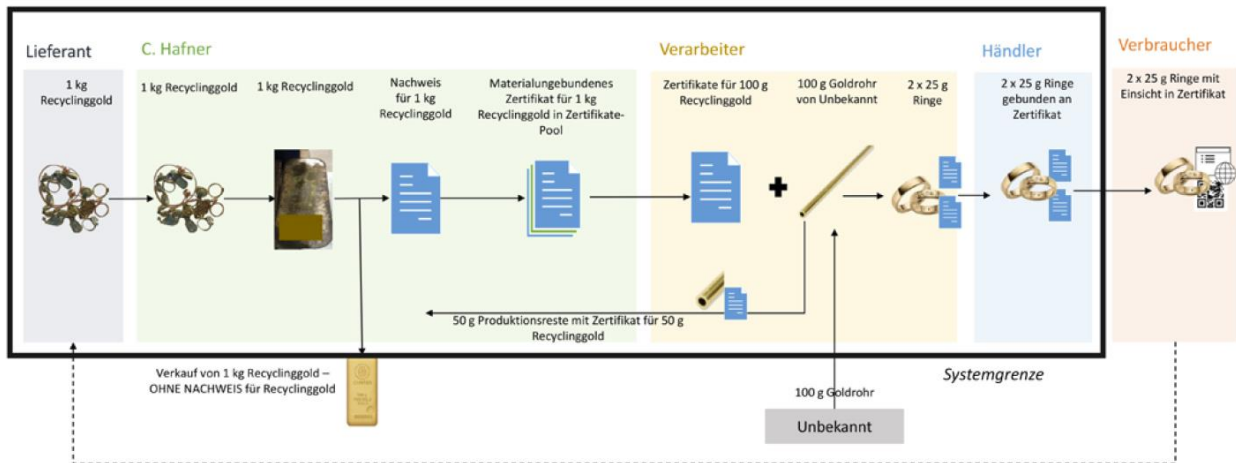 Lieferant
C. Hafner
Verarbeiter
Händler
Verbraucher
1 kg
Recyclinggold
1 kg Recyclinggold
1 kg Recyclinggold
Nachweis
für 1 kg
Recyclinggold
Materialungebundenes
Zertifikat für 1 kg
Recyclinggold in Zertifikate-
Pool
Zertifikate für 100 g
Recyclinggold
100 g Goldrohr
von Unbekannt
2 x 25 g
Ringe
2 x 25 g Ringe
gebunden an
Zertifikat
2 x 25 g Ringe mit
Einsicht in Zertifikat
50 g Produktionsreste mit Zertifikat für 50 g
Recyclinggold
Verkauf von 1 kg Recyclinggold –
OHNE NACHWEIS für Recyclinggold
Systemgrenze
100 g Goldrohr
Unbekannt